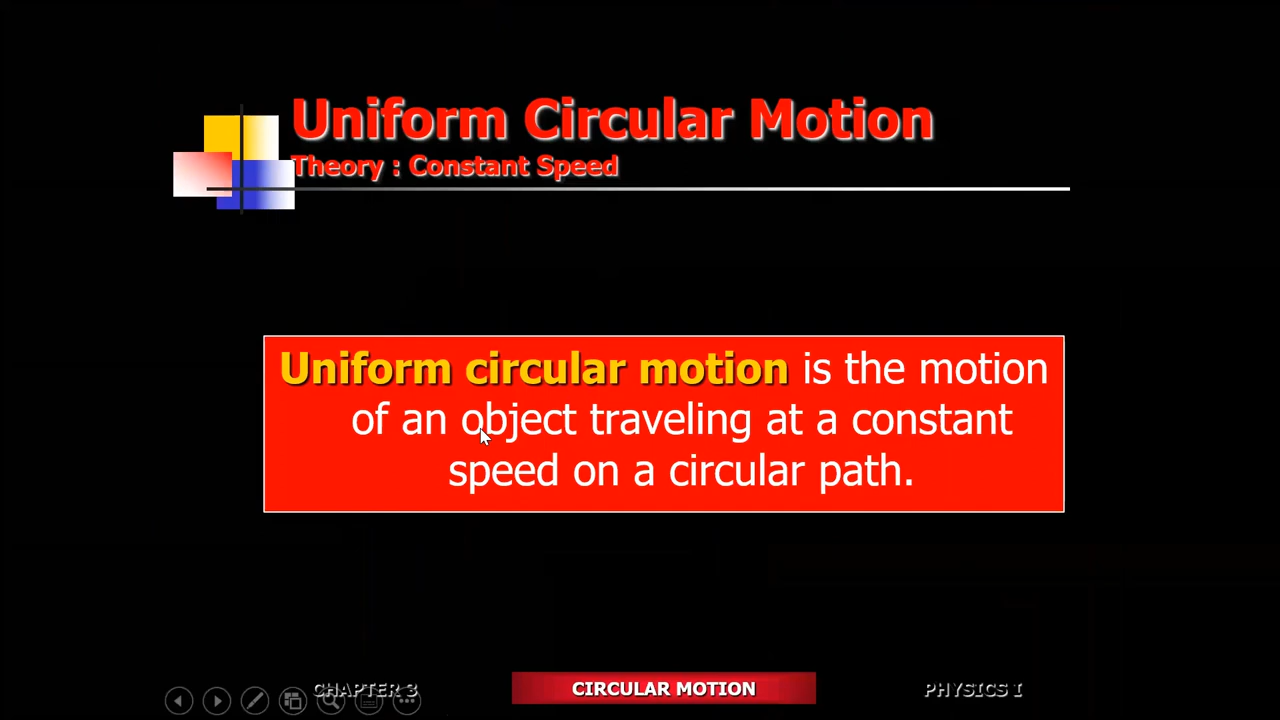 Uniform Circular Motion
Theory : Constant Speed
Uniform circular motion is the motion
of an object traveling at a constant
speed on a circular path.
CHAPTER 3
CIRCULAR MOTION
PHYSICS I